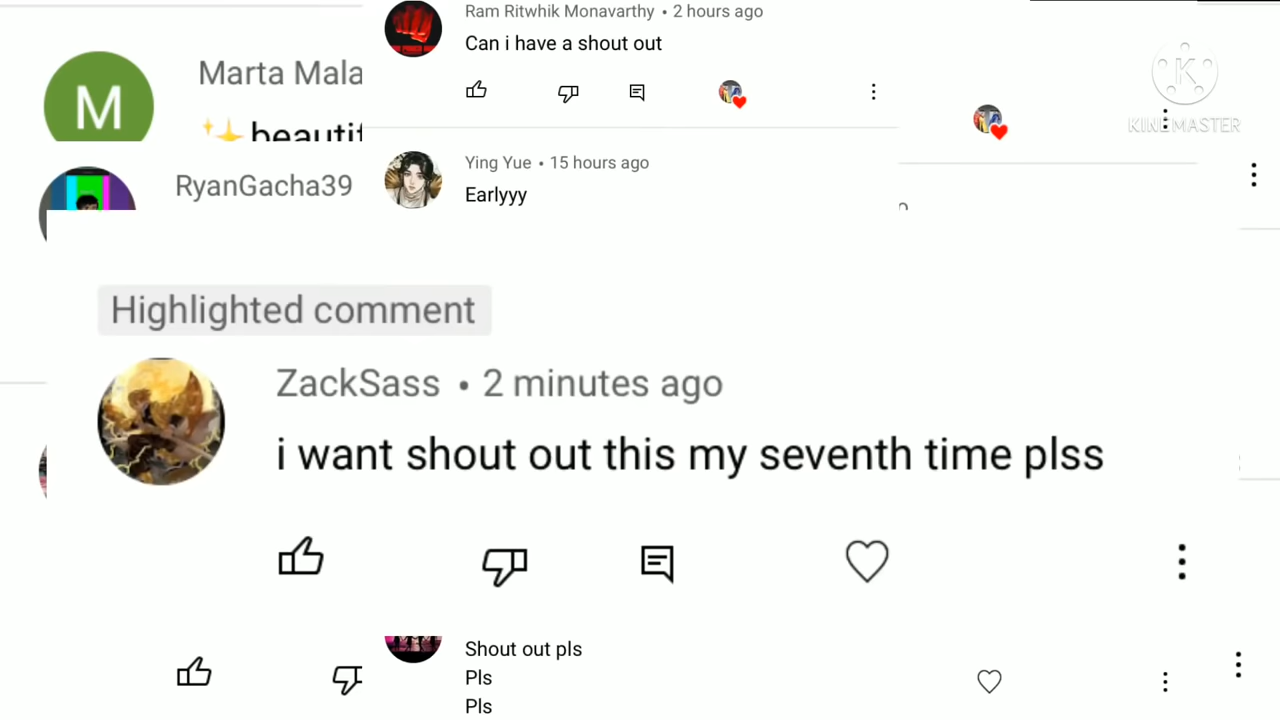 Ram Ritwhik Monavarthy • 2 hours ago
Can i have a shout out
Marta Mala
KINEMASTER
Ying Yue • 15 hours ago
Earlyyy
RyanGacha39
Highlighted comment
ZackSass • 2 minutes ago
i want shout out this my seventh time plss
Shout out pls
Pls
Pls